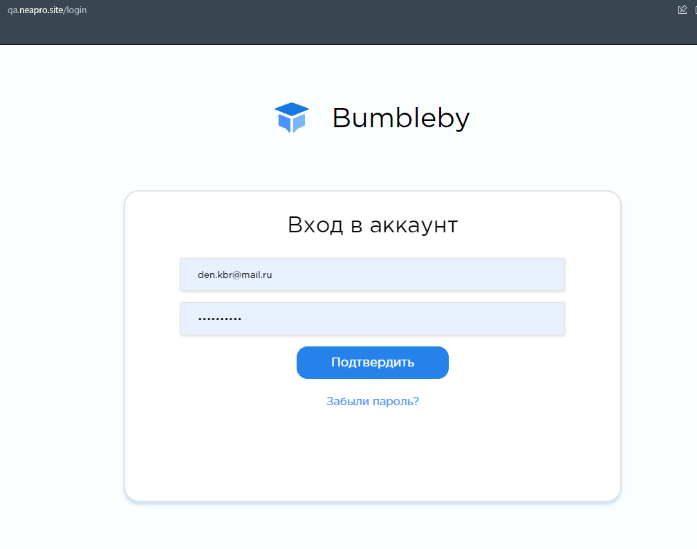 qa.neapro.site/login
Bumbleby
Вход в аккаунт
den.kbr@mail.ru
••••••••••
Подтвердить
Забыли пароль?